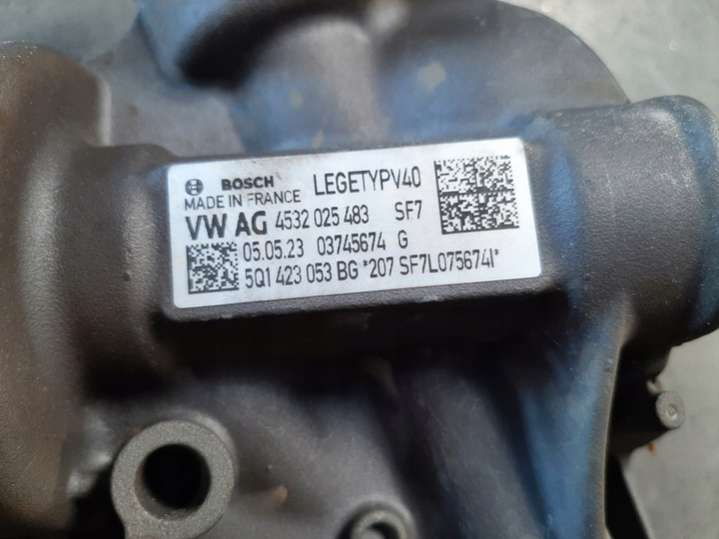 BOSCH LEGETYPV40
MADE IN FRANCE
VW AG 4532 025 483 SF7
05.05.23 03745674 G
5Q1 423 053 BG *207 SF7L075674I*